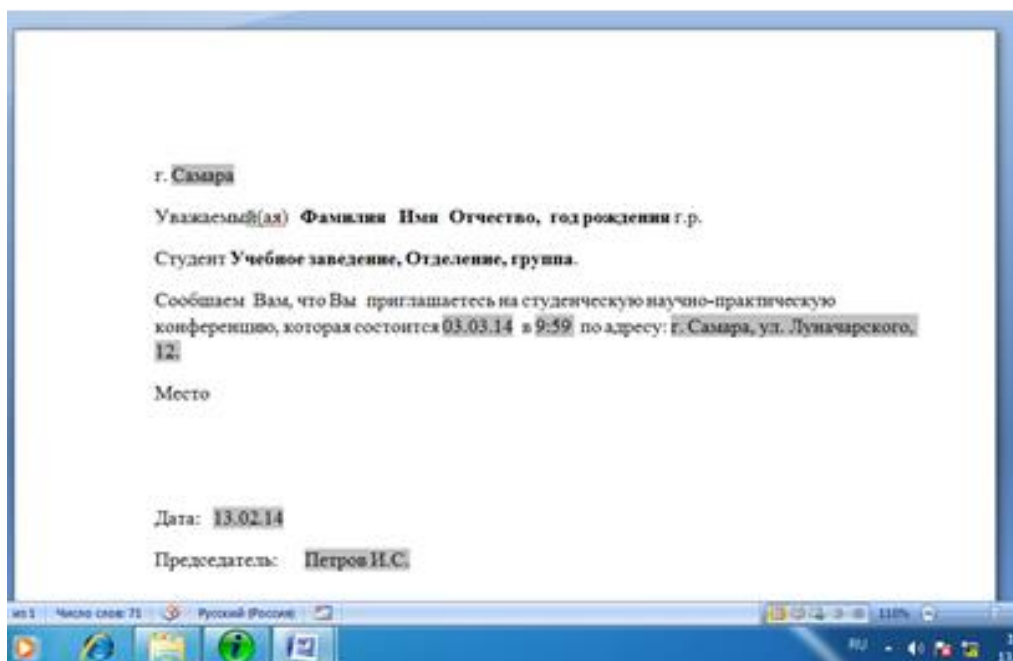 г. Самара
Уважаемый(ая) Фамилия Имя Отчество, год рождения г.р.
Студент Учебное заведение, Отделение, группа.
Сообщаем Вам, что Вы приглашаетесь на студенческую научно-практическую
конференцию, которая состоится 03.03.14 в 9:59 по адресу: г. Самара, ул. Луначарского,
12.
Место
Дата: 13.02.14
Председатель: Петров И.С.
из 1 Число слов: 71 Русский (Россия) 110%
RU